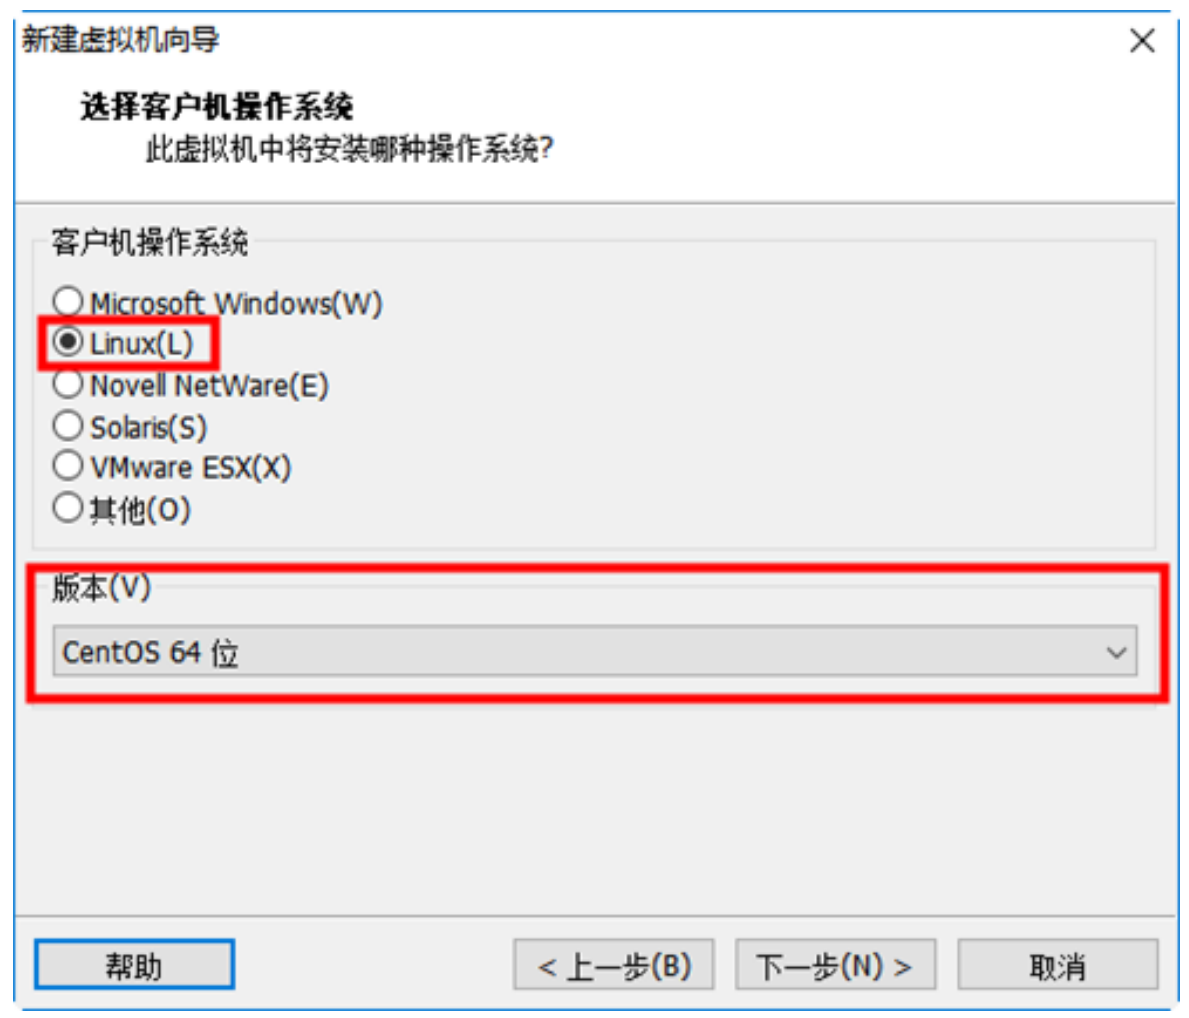 新建虚拟机向导
选择客户机操作系统
此虚拟机中将安装哪种操作系统?
客户机操作系统
Microsoft Windows(W)
Linux(L)
Novell NetWare(E)
Solaris(S)
VMware ESX(X)
其他(O)
版本(V)
CentOS 64 位
帮助
< 上一步(B)
下一步(N) >
取消